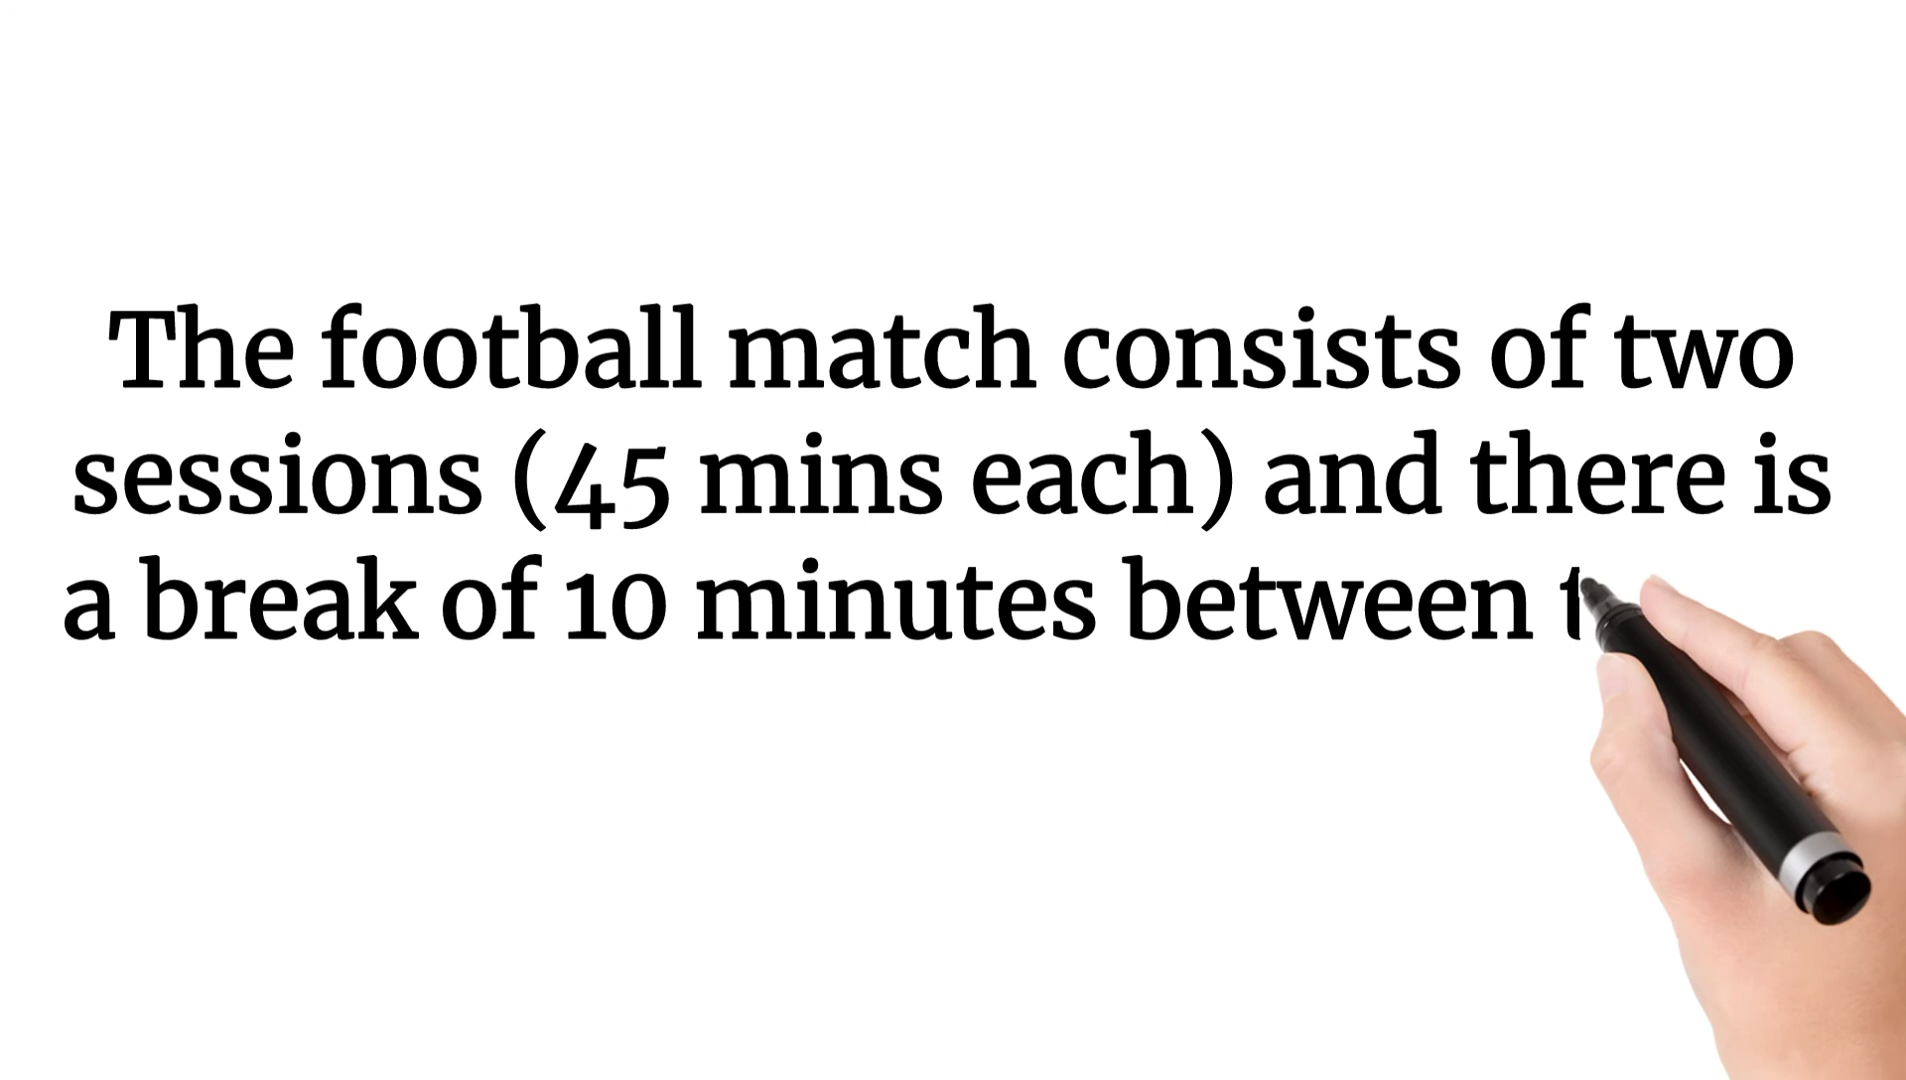 The football match consists of two
sessions (45 mins each) and there is
a break of 10 minutes between